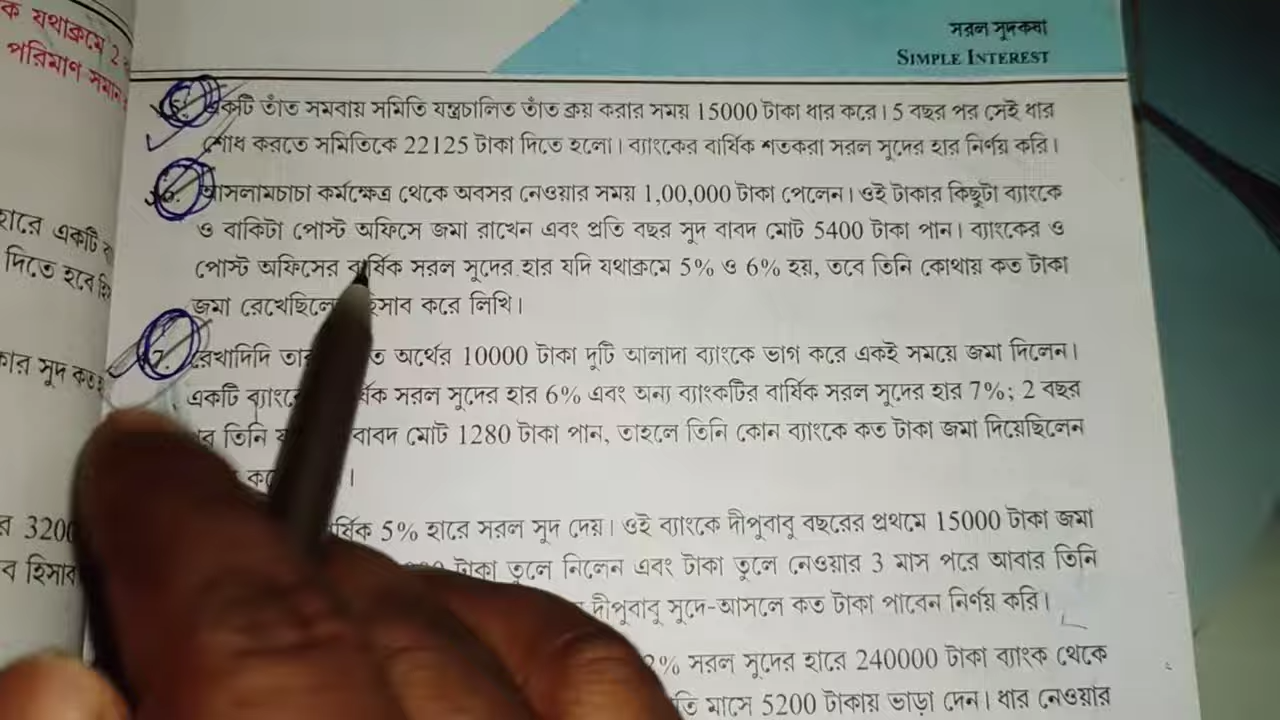 ক যথাক্রমে 2
পরিমাণ সমান
সরল সুদকষা
SIMPLE INTEREST
একটি তাঁত সমবায় সমিতি যন্ত্রচালিত তাঁত ক্রয় করার সময় 15000 টাকা ধার করে। 5 বছর পর সেই ধার
শোধ করতে সমিতিকে 22125 টাকা দিতে হলো। ব্যাংকের বার্ষিক শতকরা সরল সুদের হার নির্ণয় করি।
আসলামচাচা কর্মক্ষেত্র থেকে অবসর নেওয়ার সময় 1,00,000 টাকা পেলেন। ওই টাকার কিছুটা ব্যাংকে
ও বাকিটা পোস্ট অফিসে জমা রাখেন এবং প্রতি বছর সুদ বাবদ মোট 5400 টাকা পান। ব্যাংকের ও
পোস্ট অফিসের বার্ষিক সরল সুদের হার যদি যথাক্রমে 5% ও 6% হয়, তবে তিনি কোথায় কত টাকা
জমা রেখেছিলে হিসাব করে লিখি।
7. রেখাদিদি তার অর্থের 10000 টাকা দুটি আলাদা ব্যাংকে ভাগ করে একই সময়ে জমা দিলেন।
একটি ব্যাংকে র্ষিক সরল সুদের হার 6% এবং অন্য ব্যাংকটির বার্ষিক সরল সুদের হার 7%; 2 বছর
তিনি বাবদ মোট 1280 টাকা পান, তাহলে তিনি কোন ব্যাংকে কত টাকা জমা দিয়েছিলেন
র্ষিক 5% হারে সরল সুদ দেয়। ওই ব্যাংকে দীপুবাবু বছরের প্রথমে 15000 টাকা জমা
টাকা তুলে নিলেন এবং টাকা তুলে নেওয়ার 3 মাস পরে আবার তিনি
দীপুবাবু সুদে-আসলে কত টাকা পাবেন নির্ণয় করি।
% সরল সুদের হারে 240000 টাকা ব্যাংক থেকে
তি মাসে 5200 টাকায় ভাড়া দেন। ধার নেওয়ার
হারে একটি
দিতে হবে
কার সুদ কত
র 3200
ব হিসাব